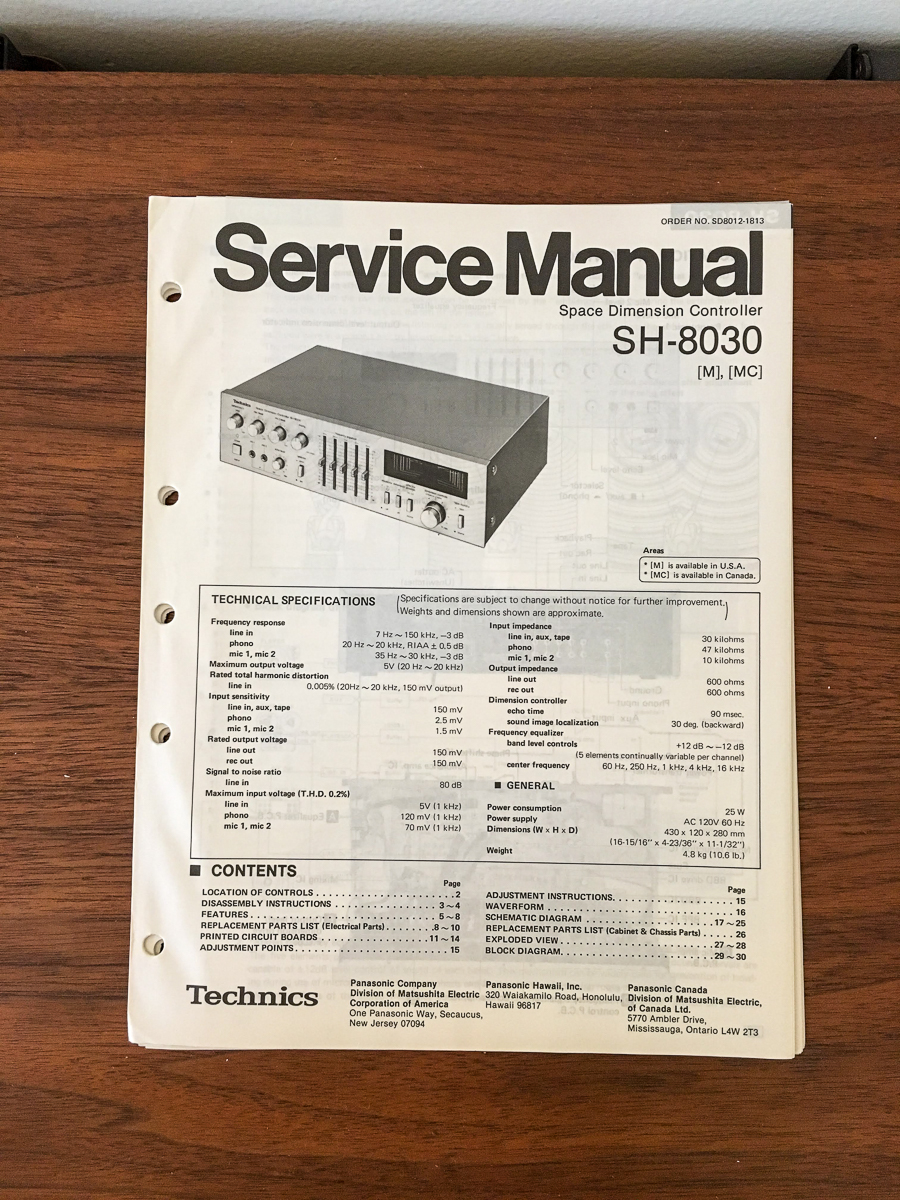 ORDER NO. SD8012-1813
Service Manual
Space Dimension Controller
SH-8030
[M], [MC]
Technics
Areas
* [M] is available in U.S.A.
* [MC] is available in Canada.
TECHNICAL SPECIFICATIONS
(Specifications are subject to change without notice for further improvement.
Weights and dimensions shown are approximate.)
Frequency response
line in 7 Hz ~ 150 kHz, −3 dB
phono 20 Hz ~ 20 kHz, RIAA ± 0.5 dB
mic 1, mic 2 35 Hz ~ 30 kHz, −3 dB
Maximum output voltage 5V (20 Hz ~ 20 kHz)
Rated total harmonic distortion
line in 0.005% (20Hz ~ 20 kHz, 150 mV output)
Input sensitivity
line in, aux, tape 150 mV
phono 2.5 mV
mic 1, mic 2 1.5 mV
Rated output voltage
line out 150 mV
rec out 150 mV
Signal to noise ratio
line in 80 dB
Maximum input voltage (T.H.D. 0.2%)
line in 5V (1 kHz)
phono 120 mV (1 kHz)
mic 1, mic 2 70 mV (1 kHz)
Input impedance
line in, aux, tape 30 kilohms
phono 47 kilohms
mic 1, mic 2 10 kilohms
Output impedance
line out 600 ohms
rec out 600 ohms
Dimension controller
echo time 90 msec.
sound image localization 30 deg. (backward)
Frequency equalizer
band level controls +12 dB ~ −12 dB
(5 elements continually variable per channel)
center frequency 60 Hz, 250 Hz, 1 kHz, 4 kHz, 16 kHz
■ GENERAL
Power consumption 25 W
Power supply AC 120V 60 Hz
Dimensions (W x H x D) 430 x 120 x 280 mm
(16-15/16" x 4-23/36" x 11-1/32")
Weight 4.8 kg (10.6 lb.)
■ CONTENTS
Page
LOCATION OF CONTROLS . . . . . . . . . . 2
DISASSEMBLY INSTRUCTIONS . . . . . . . . . . 3 ~ 4
FEATURES . . . . . . . . . . 5 ~ 8
REPLACEMENT PARTS LIST (Electrical Parts) . . . . . . . 8 ~ 10
PRINTED CIRCUIT BOARDS . . . . . . . . . . 11 ~ 14
ADJUSTMENT POINTS . . . . . . . . . . 15
Page
ADJUSTMENT INSTRUCTIONS. . . . . . . . . . 15
WAVEFORM . . . . . . . . . . 16
SCHEMATIC DIAGRAM . . . . . . . . . . 17 ~ 25
REPLACEMENT PARTS LIST (Cabinet & Chassis Parts) . . . . . 26
EXPLODED VIEW . . . . . . . . . . 27 ~ 28
BLOCK DIAGRAM. . . . . . . . . . 29 ~ 30
Technics
Panasonic Company
Division of Matsushita Electric
Corporation of America
One Panasonic Way, Secaucus,
New Jersey 07094
Panasonic Hawaii, Inc.
320 Waiakamilo Road, Honolulu,
Hawaii 96817
Panasonic Canada
Division of Matsushita Electric,
of Canada Ltd.
5770 Ambler Drive,
Mississauga, Ontario L4W 2T3